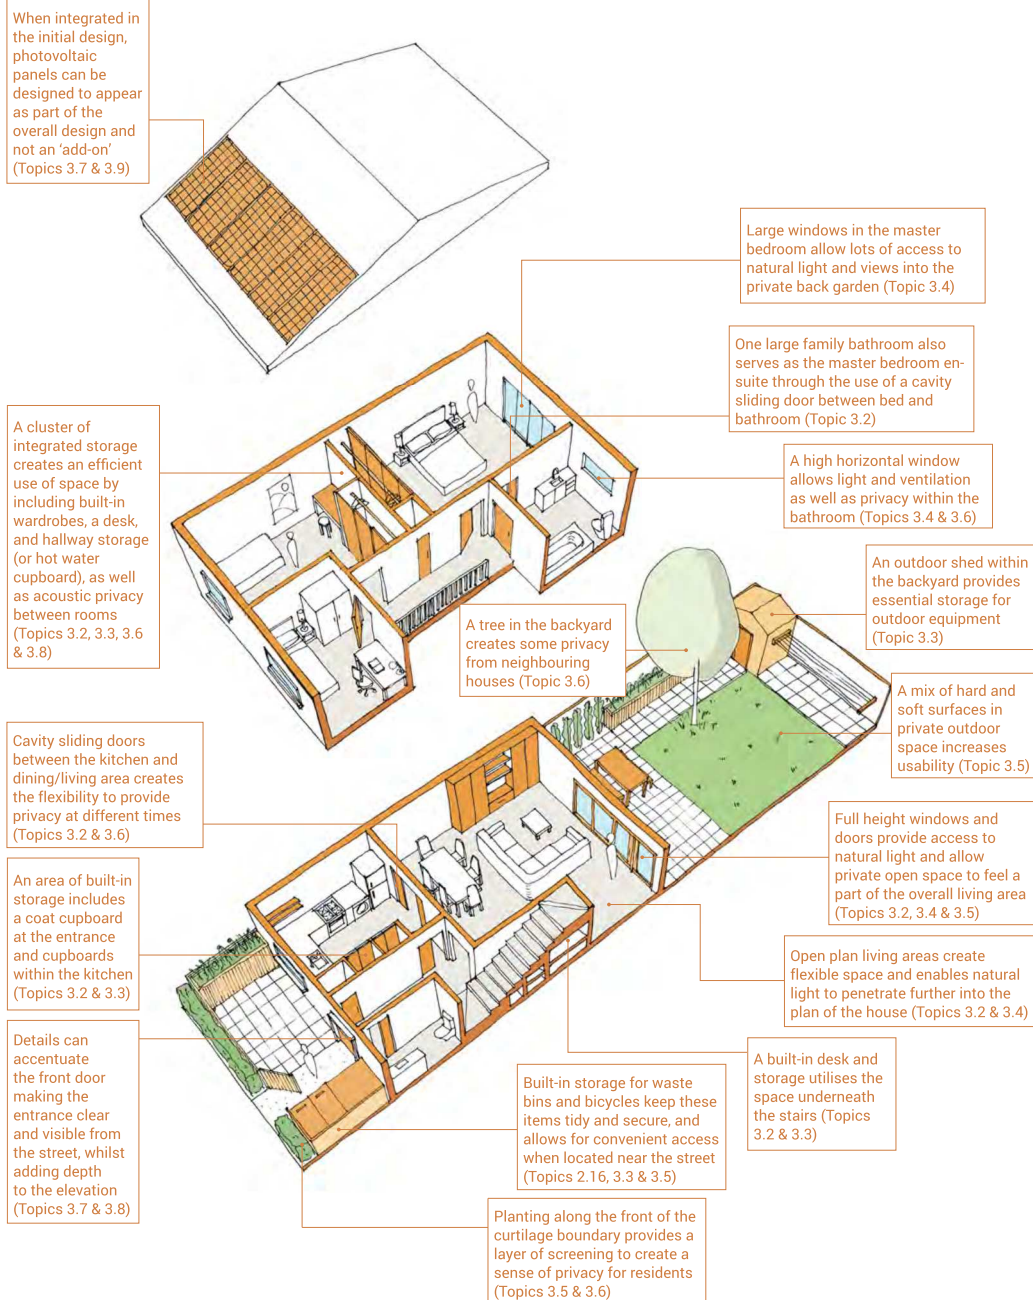 When integrated in
the initial design,
photovoltaic
panels can be
designed to appear
as part of the
overall design and
not an ‘add-on’
(Topics 3.7 & 3.9)
Large windows in the master
bedroom allow lots of access to
natural light and views into the
private back garden (Topic 3.4)
One large family bathroom also
serves as the master bedroom en-
suite through the use of a cavity
sliding door between bed and
bathroom (Topic 3.2)
A cluster of
integrated storage
creates an efficient
use of space by
including built-in
wardrobes, a desk,
and hallway storage
(or hot water
cupboard), as well
as acoustic privacy
between rooms
(Topics 3.2, 3.3, 3.6
& 3.8)
A high horizontal window
allows light and ventilation
as well as privacy within the
bathroom (Topics 3.4 & 3.6)
An outdoor shed within
the backyard provides
essential storage for
outdoor equipment
(Topic 3.3)
A tree in the backyard
creates some privacy
from neighbouring
houses (Topic 3.6)
A mix of hard and
soft surfaces in
private outdoor
space increases
usability (Topic 3.5)
Cavity sliding doors
between the kitchen and
dining/living area creates
the flexibility to provide
privacy at different times
(Topics 3.2 & 3.6)
Full height windows and
doors provide access to
natural light and allow
private open space to feel a
part of the overall living area
(Topics 3.2, 3.4 & 3.5)
An area of built-in
storage includes
a coat cupboard
at the entrance
and cupboards
within the kitchen
(Topics 3.2 & 3.3)
Open plan living areas create
flexible space and enables natural
light to penetrate further into the
plan of the house (Topics 3.2 & 3.4)
Details can
accentuate
the front door
making the
entrance clear
and visible from
the street, whilst
adding depth
to the elevation
(Topics 3.7 & 3.8)
A built-in desk and
storage utilises the
space underneath
the stairs (Topics
3.2 & 3.3)
Built-in storage for waste
bins and bicycles keep these
items tidy and secure, and
allows for convenient access
when located near the street
(Topics 2.16, 3.3 & 3.5)
Planting along the front of the
curtilage boundary provides a
layer of screening to create a
sense of privacy for residents
(Topics 3.5 & 3.6)